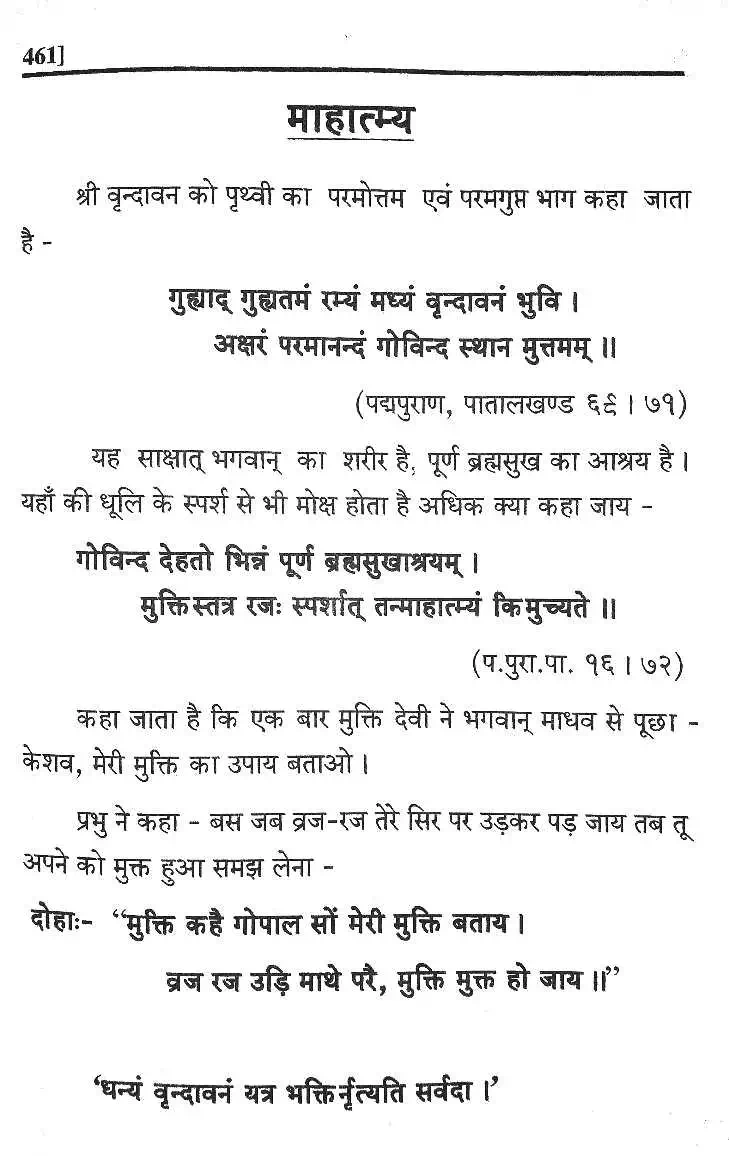 461]
माहात्म्य
श्री वृन्दावन को पृथ्वी का परमोत्तम एवं परमगुप्त भाग कहा जाता
है -
गुह्याद् गुह्यतमं रम्यं मध्यं वृन्दावनं भुवि ।
अक्षरं परमानन्दं गोविन्द स्थान मुत्तमम् ॥
(पद्मपुराण, पातालखण्ड ६९ । ७१)
यह साक्षात् भगवान् का शरीर है, पूर्ण ब्रह्मसुख का आश्रय है ।
यहाँ की धूलि के स्पर्श से भी मोक्ष होता है अधिक क्या कहा जाय -
गोविन्द देहतो भिन्नं पूर्ण ब्रह्मसुखाश्रयम् ।
मुक्तिस्तत्र रजः स्पर्शात् तन्माहात्म्यं किमुच्यते ॥
(प.पुरा.पा. १६ । ७२)
कहा जाता है कि एक बार मुक्ति देवी ने भगवान् माधव से पूछा -
केशव, मेरी मुक्ति का उपाय बताओ ।
प्रभु ने कहा - बस जब व्रज-रज तेरे सिर पर उड़कर पड़ जाय तब तू
अपने को मुक्त हुआ समझ लेना -
दोहाः- “मुक्ति कहै गोपाल सों मेरी मुक्ति बताय ।
व्रज रज उड़ि माथे परै, मुक्ति मुक्त हो जाय ॥”
‘धन्यं वृन्दावनं यत्र भक्तिर्नृत्यति सर्वदा ।’